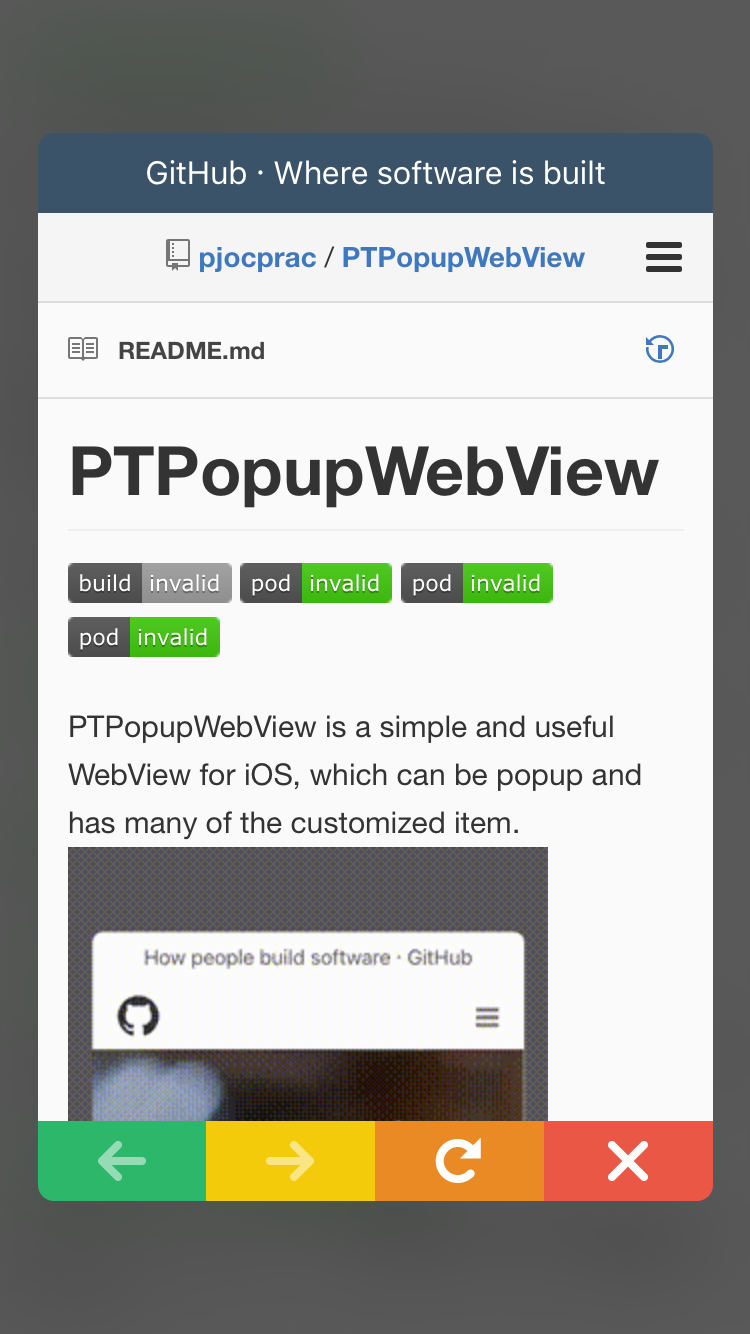 GitHub · Where software is built
pjocprac / PTPopupWebView
README.md
PTPopupWebView
build invalid pod invalid pod invalid
pod invalid
PTPopupWebView is a simple and useful
WebView for iOS, which can be popup and
has many of the customized item.
How people build software · GitHub